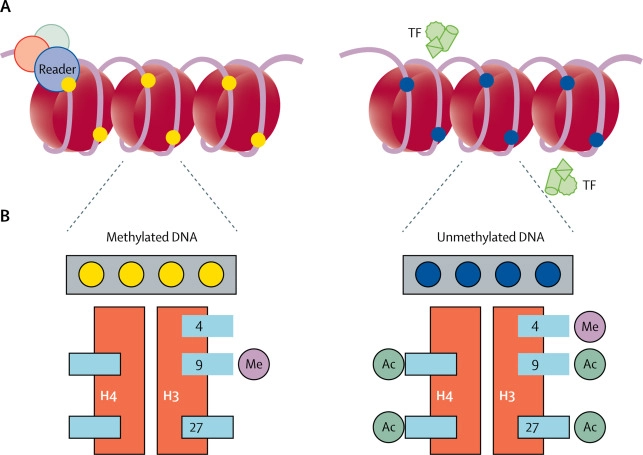 A
TF
Reader
TF
B
Methylated DNA
Unmethylated DNA
4
Me
9
H4
H3
27
4
Me
Ac
9
Ac
H4
H3
Ac
27
Ac